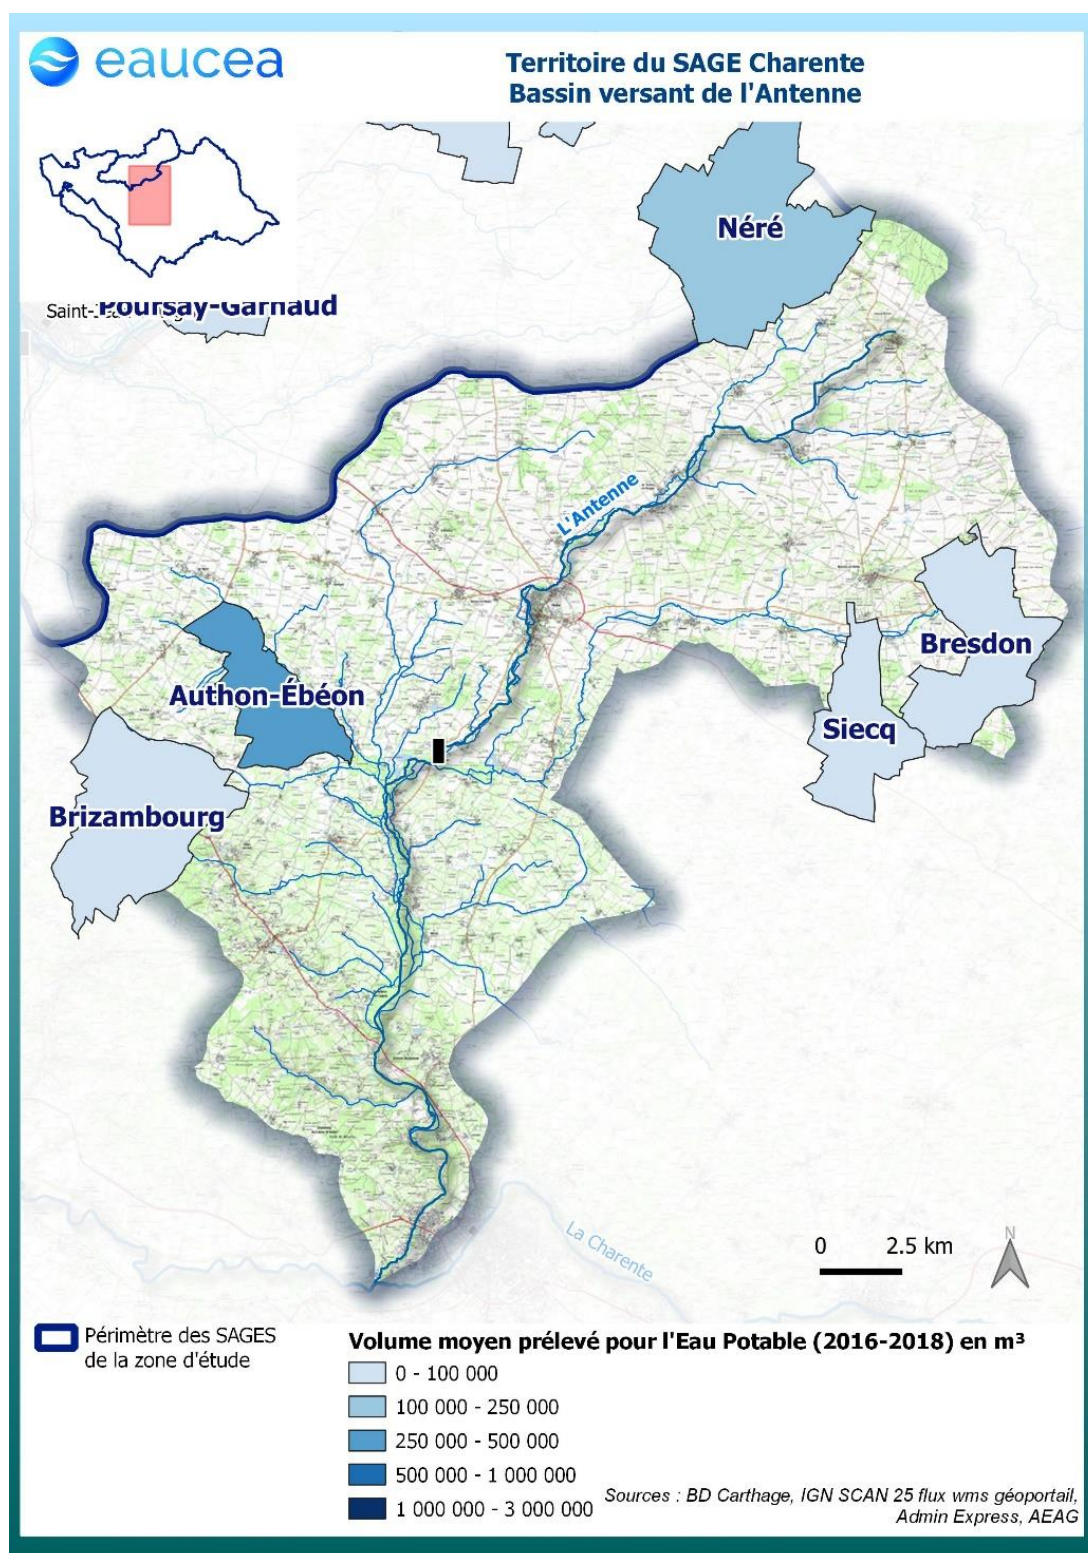 eaucea
Territoire du SAGE Charente
Bassin versant de l'Antenne
Néré
Poursay-Garnaud
L'Antenne
Bresdon
Authon-Ébéon
Siecq
Brizambourg
La Charente
0 2.5 km
N
Périmètre des SAGES
de la zone d'étude
Volume moyen prélevé pour l'Eau Potable (2016-2018) en m³
0 - 100 000
100 000 - 250 000
250 000 - 500 000
500 000 - 1 000 000
1 000 000 - 3 000 000
Sources : BD Carthage, IGN SCAN 25 flux wms géoportail,
Admin Express, AEAG